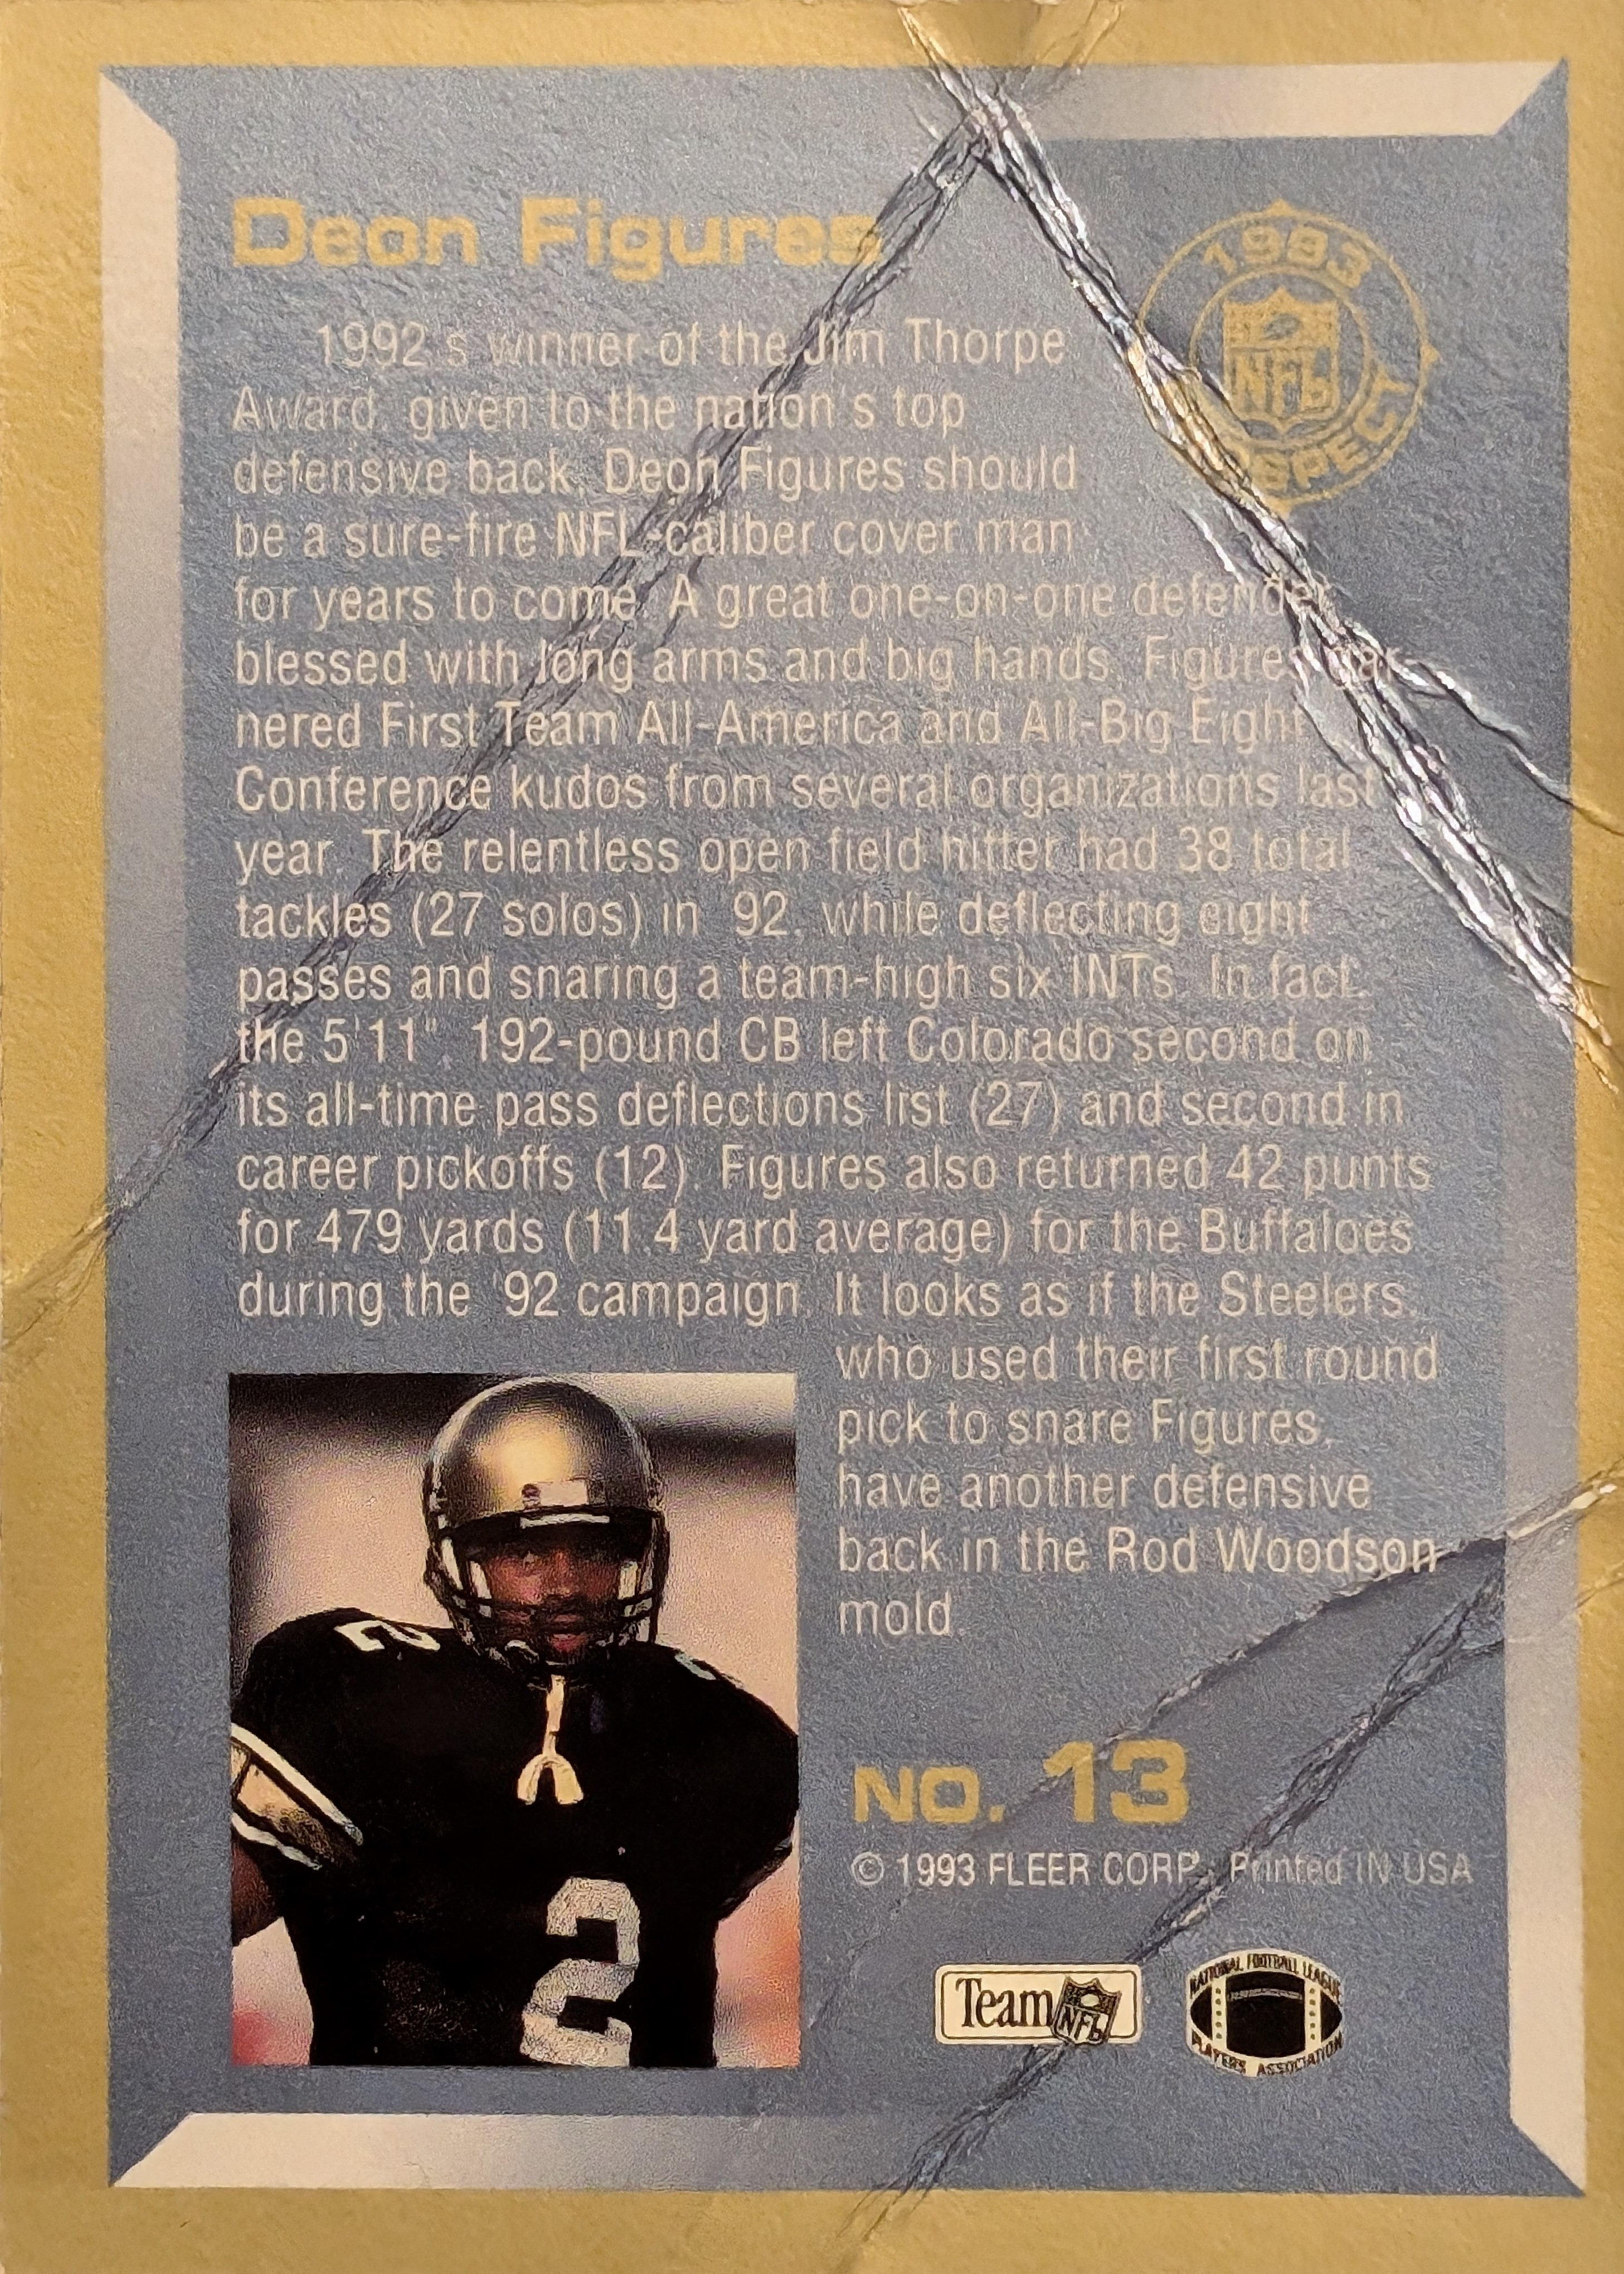 Deon Figures
1993
NFL
1992's winner of the Jim Thorpe
Award, given to the nation's top
defensive back, Deon Figures should
be a sure-fire NFL-caliber cover man
for years to come. A great one-on-one defender
blessed with long arms and big hands, Figures gar-
nered First Team All-America and All-Big Eight
Conference kudos from several organizations last
year. The relentless open field hitter had 38 total
tackles (27 solos) in '92, while deflecting eight
passes and snaring a team-high six INTs. In fact,
the 5'11", 192-pound CB left Colorado second on
its all-time pass deflections list (27) and second in
career pickoffs (12). Figures also returned 42 punts
for 479 yards (11.4 yard average) for the Buffaloes
during the '92 campaign. It looks as if the Steelers,
who used their first round
pick to snare Figures,
have another defensive
back in the Rod Woodson
mold.
2
2
NO. 13
© 1993 FLEER CORP. Printed IN USA
Team NFL
NATIONAL FOOTBALL LEAGUE
PLAYERS ASSOCIATION